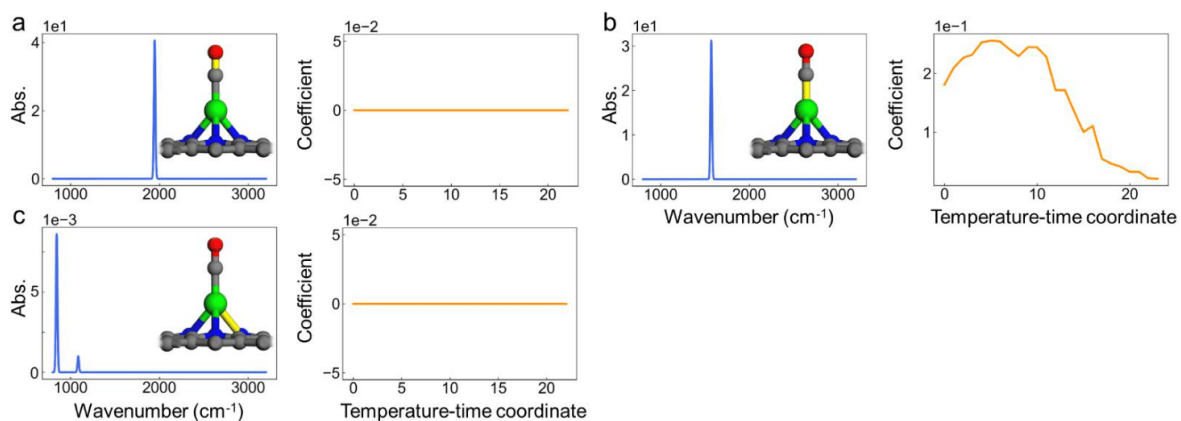 a
1e1
Abs.
4
2
0
1000 2000 3000
1e-2
Coefficient
5
0
−5
0 5 10 15 20
b
1e1
Abs.
3
2
1
0
1000 2000 3000
Wavenumber (cm-1)
1e-1
Coefficient
2
1
0 10 20
Temperature-time coordinate
c
1e-3
Abs.
5
0
1000 2000 3000
Wavenumber (cm-1)
1e-2
Coefficient
5
0
−5
0 5 10 15 20
Temperature-time coordinate